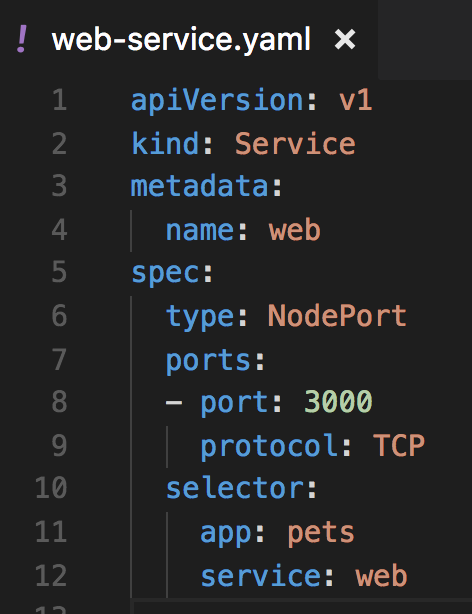 ! web-service.yaml ×
1 apiVersion: v1
2 kind: Service
3 metadata:
4   name: web
5 spec:
6   type: NodePort
7   ports:
8   - port: 3000
9     protocol: TCP
10   selector:
11     app: pets
12     service: web
13